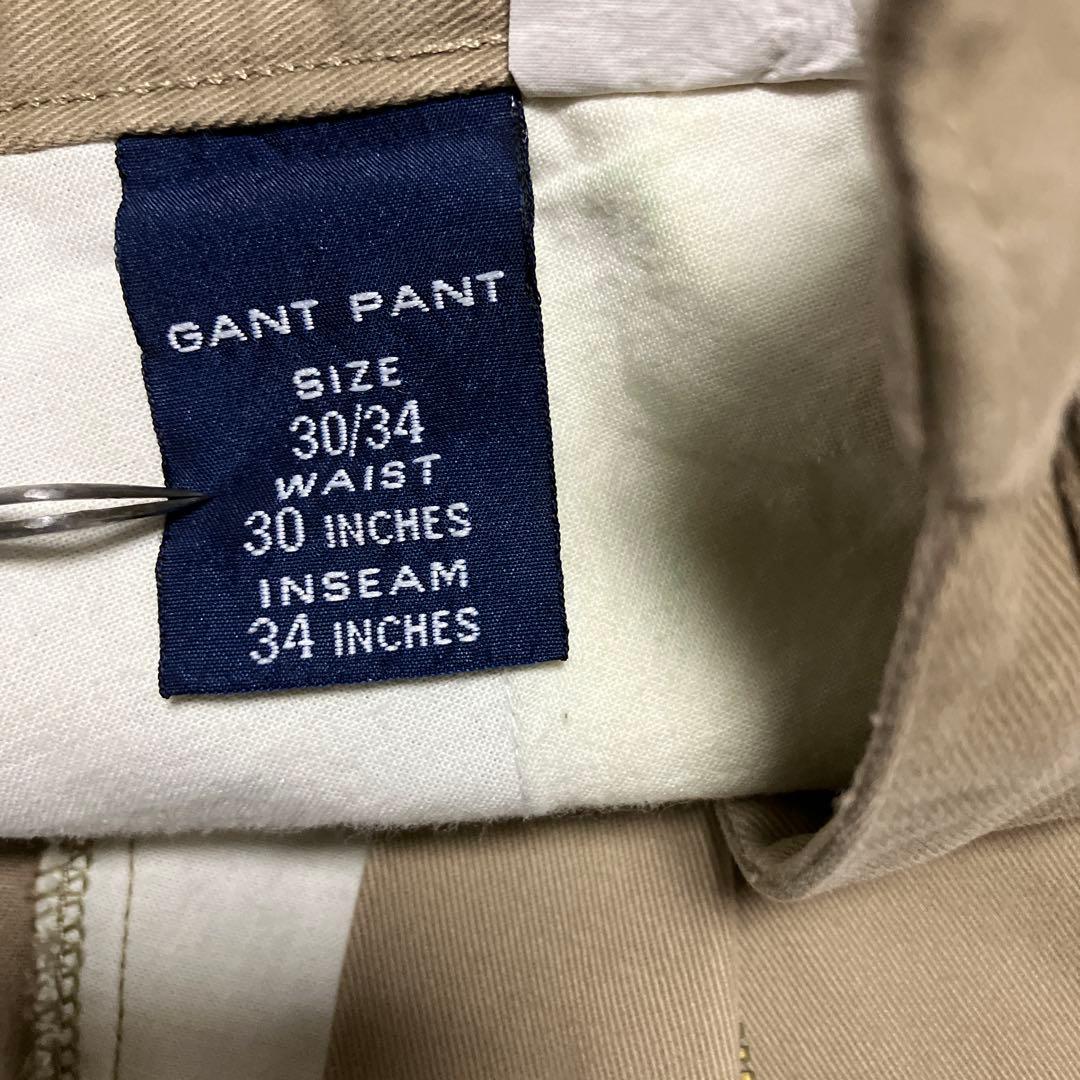 GANT PANT
SIZE
30/34
WAIST
30 INCHES
INSEAM
34 INCHES